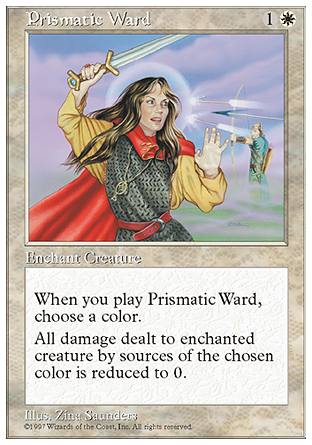 Prismatic Ward 1
Enchant Creature
When you play Prismatic Ward,
choose a color.
All damage dealt to enchanted
creature by sources of the chosen
color is reduced to 0.
Illus. Zina Saunders
©1997 Wizards of the Coast, Inc. All rights reserved.